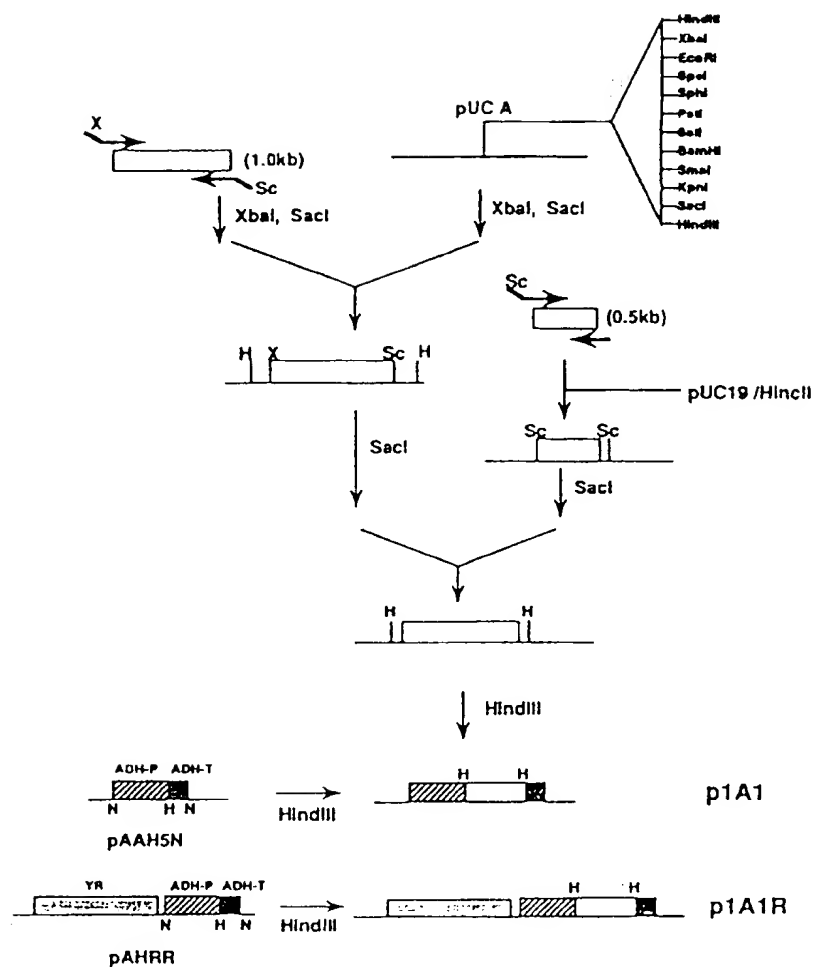 HindIII
XbaI
EcoRI
SpeI
SphI
PstI
SalI
BamHI
SmaI
KpnI
SacI
HindIII
pUC A
X
(1.0kb)
Sc
XbaI, SacI
XbaI, SacI
Sc
(0.5kb)
H X Sc H
pUC19 /HincII
Sc Sc
SacI
SacI
H H
HindIII
ADH-P ADH-T
H H
p1A1
N H N
HindIII
pAAH5N
YR ADH-P ADH-T
H H
p1A1R
N H N
HindIII
pAHRR